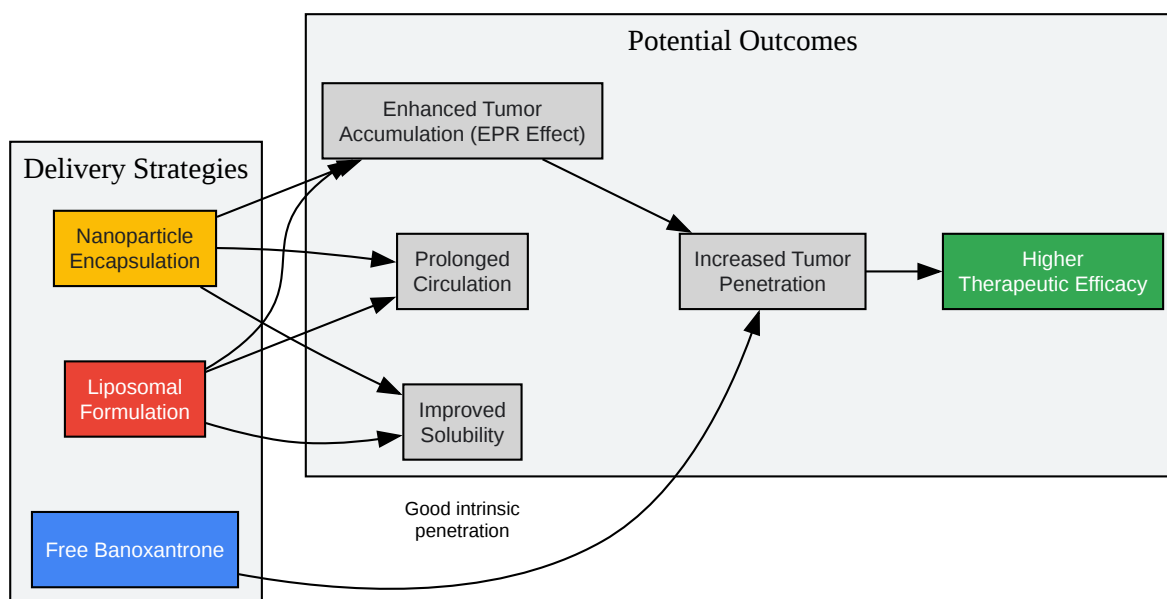 Potential Outcomes
Enhanced Tumor
Accumulation (EPR Effect)
Delivery Strategies
Nanoparticle
Encapsulation
Prolonged
Circulation
Increased Tumor
Penetration
Higher
Therapeutic Efficacy
Liposomal
Formulation
Improved
Solubility
Good intrinsic
penetration
Free Banoxantrone